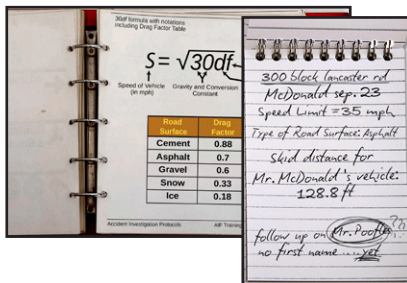 30df formula with notations
including Drag Factor Table
S = √30df
Speed of Vehicle
(in mph)
Gravity and Conversion
Constant
Road Surface Drag Factor
Cement 0.88
Asphalt 0.7
Gravel 0.6
Snow 0.33
Ice 0.18
Accident Investigation Protocols
AIF Training
300 block lancaster rd
McDonald sep. 23
Speed Limit = 35 mph
Type of Road Surface: Asphalt
Skid distance for
Mr. McDonald's vehicle:
128.8 ft
follow up on Mr. Poofles ??
no first name .... yet